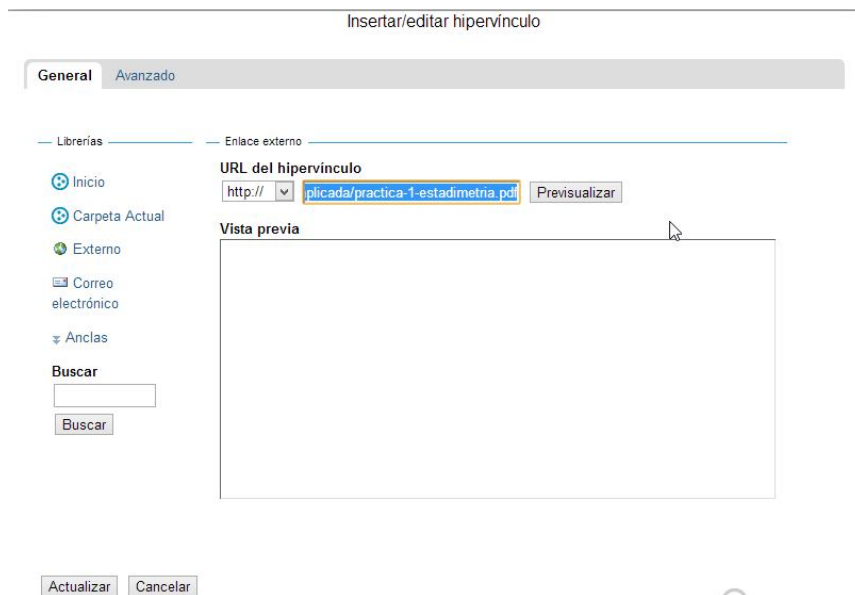 Insertar/editar hipervínculo
General Avanzado
Librerías
Inicio
Carpeta Actual
Externo
Correo
electrónico
Anclas
Buscar
Buscar
Enlace externo
URL del hipervínculo
http:// plicada/practica-1-estadimetria.pdf Previsualizar
Vista previa
Actualizar Cancelar